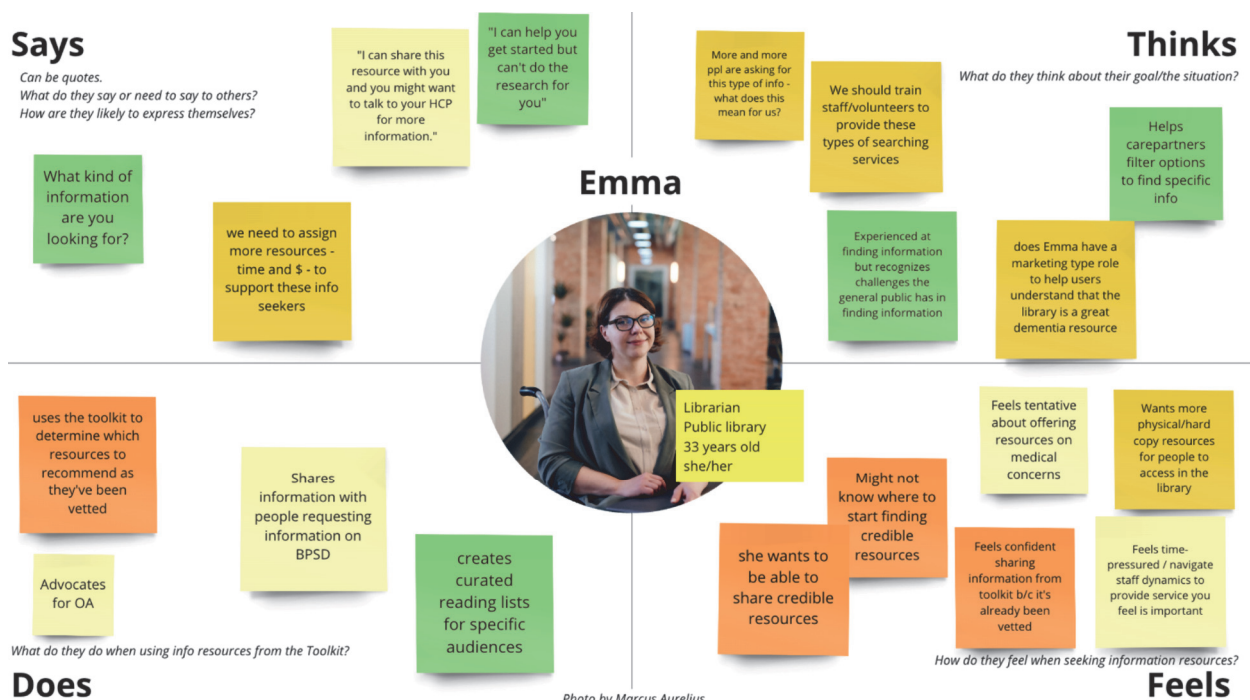 Says
Can be quotes.
What do they say or need to say to others?
How are they likely to express themselves?
"I can share this
resource with you
and you might want
to talk to your HCP
for more
information."
"I can help you
get started but
can't do the
research for
you"
What kind of
information
are you
looking for?
we need to assign
more resources -
time and $ - to
support these info
seekers
Thinks
What do they think about their goal/the situation?
More and more
ppl are asking for
this type of info -
what does this
mean for us?
We should train
staff/volunteers to
provide these
types of searching
services
Helps
carepartners
filter options
to find specific
info
Experienced at
finding information
but recognizes
challenges the
general public has in
finding information
does Emma have a
marketing type role
to help users
understand that the
library is a great
dementia resource
Emma
Librarian
Public library
33 years old
she/her
uses the toolkit to
determine which
resources to
recommend as
they've been
vetted
Shares
information with
people requesting
information on
BPSD
Advocates
for OA
creates
curated
reading lists
for specific
audiences
What do they do when using info resources from the Toolkit?
Does
Feels tentative
about offering
resources on
medical
concerns
Wants more
physical/hard
copy resources
for people to
access in the
library
Might not
know where to
start finding
credible
resources
she wants to
be able to
share credible
resources
Feels confident
sharing
information from
toolkit b/c it's
already been
vetted
Feels time-
pressured / navigate
staff dynamics to
provide service you
feel is important
How do they feel when seeking information resources?
Feels
Photo by Marcus Aurelius